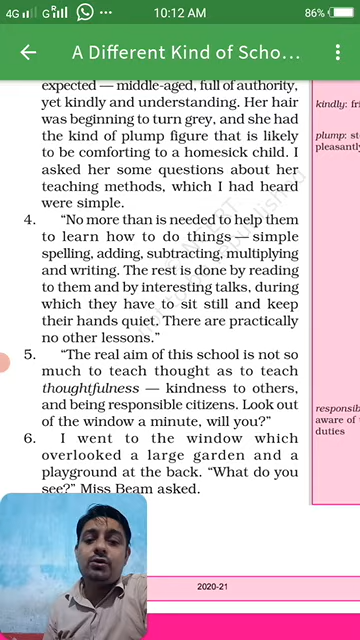 4G G R 10:12 AM 86%
A Different Kind of Scho...
expected — middle-aged, full of authority,
yet kindly and understanding. Her hair
was beginning to turn grey, and she had
the kind of plump figure that is likely
to be comforting to a homesick child. I
asked her some questions about her
teaching methods, which I had heard
were simple.
4. “No more than is needed to help them
to learn how to do things — simple
spelling, adding, subtracting, multiplying
and writing. The rest is done by reading
to them and by interesting talks, during
which they have to sit still and keep
their hands quiet. There are practically
no other lessons.”
5. “The real aim of this school is not so
much to teach thought as to teach
thoughtfulness — kindness to others,
and being responsible citizens. Look out
of the window a minute, will you?”
6. I went to the window which
overlooked a large garden and a
playground at the back. “What do you
see?” Miss Beam asked.
kindly:
plump:
pleasantly
aware of
duties
2020-21